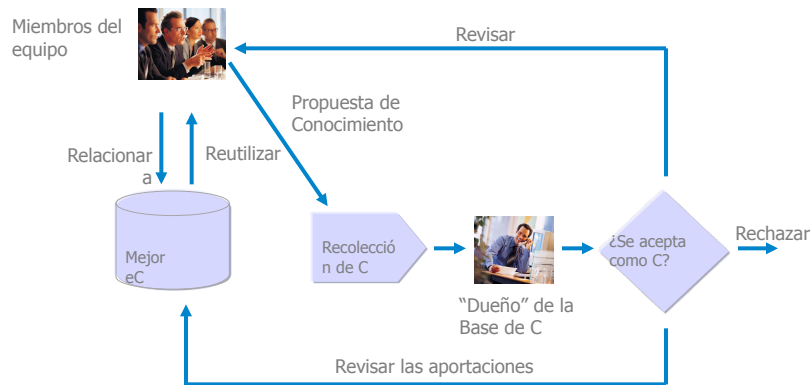 Miembros del
equipo
Revisar
Propuesta de
Conocimiento
Relacionar
a
Reutilizar
Mejor
eC
Recolecció
n de C
¿Se acepta
como C?
Rechazar
“Dueño” de la
Base de C
Revisar las aportaciones